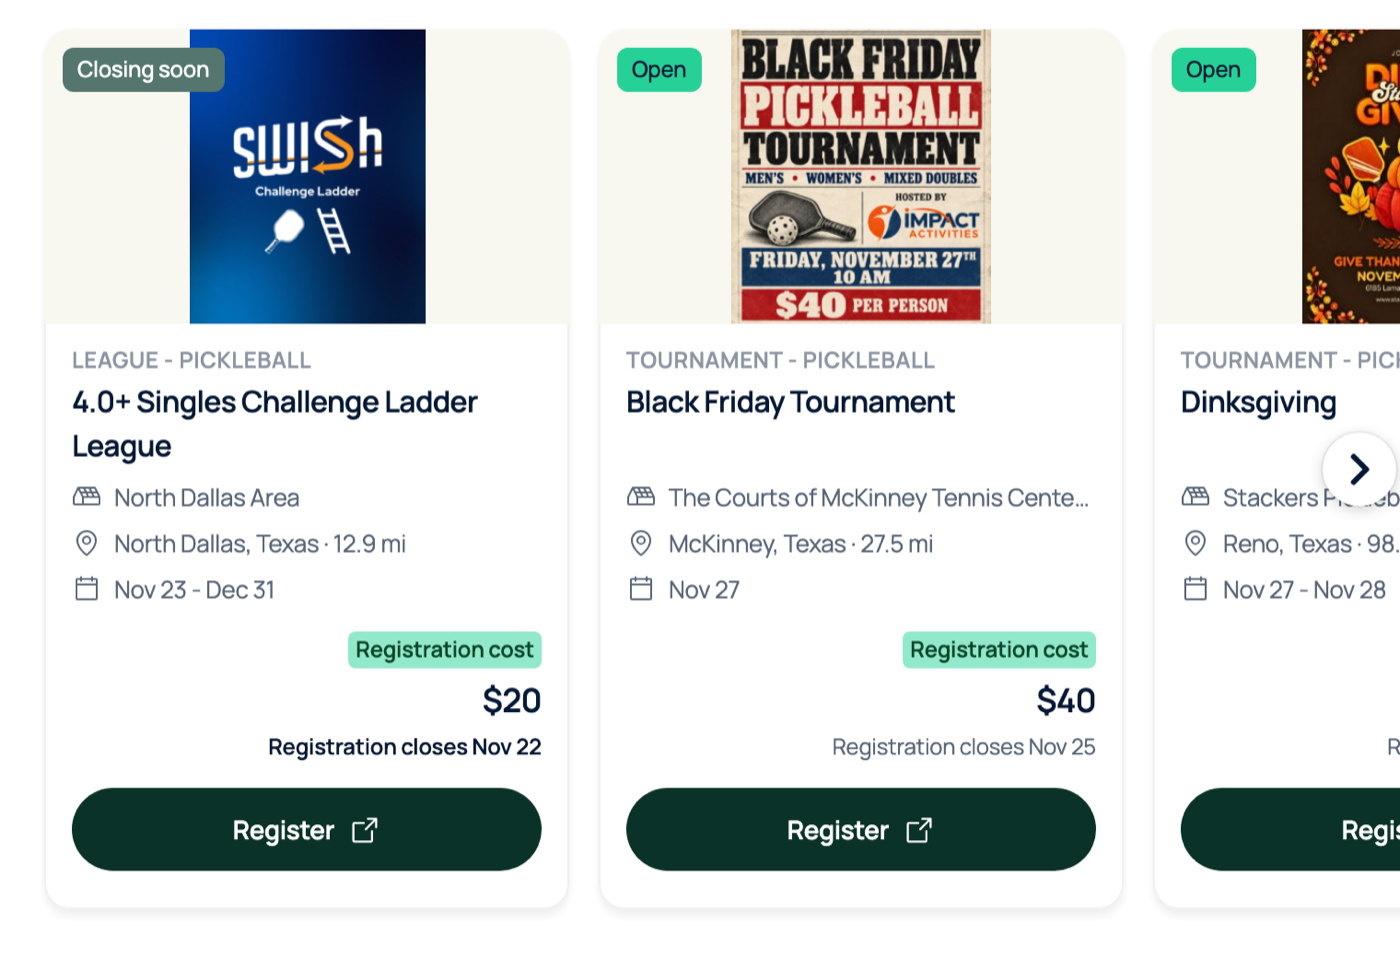 Closing soon
swish
Challenge Ladder
LEAGUE - PICKLEBALL
4.0+ Singles Challenge Ladder
League
North Dallas Area
North Dallas, Texas · 12.9 mi
Nov 23 - Dec 31
Registration cost
$20
Registration closes Nov 22
Register
Open
BLACK FRIDAY
PICKLEBALL
TOURNAMENT
MEN'S • WOMEN'S • MIXED DOUBLES
HOSTED BY
IMPACT
ACTIVITIES
FRIDAY, NOVEMBER 27TH
10 AM
$40 PER PERSON
TOURNAMENT - PICKLEBALL
Black Friday Tournament
The Courts of McKinney Tennis Cente...
McKinney, Texas · 27.5 mi
Nov 27
Registration cost
$40
Registration closes Nov 25
Register
Open
GIVE THAN
NOVEM
TOURNAMENT - PICK
Dinksgiving
Stackers
Reno, Texas · 98.
Nov 27 - Nov 28
R
Regis